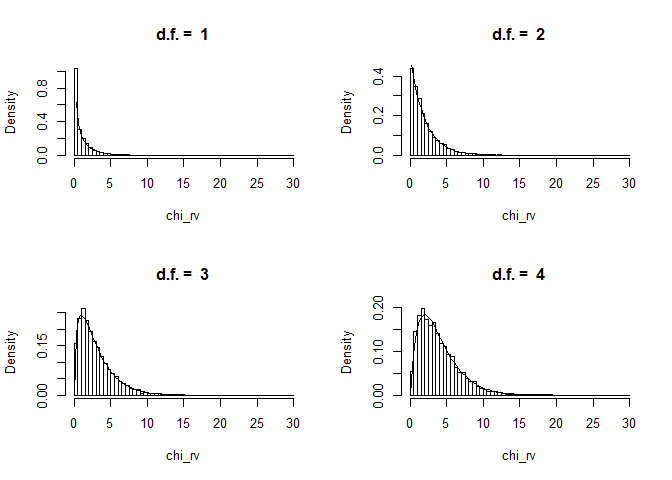 d.f. = 1
Density
0.0 0.4 0.8
0 5 10 15 20 25 30
chi_rv
d.f. = 2
Density
0.0 0.2 0.4
0 5 10 15 20 25 30
chi_rv
d.f. = 3
Density
0.00 0.15
0 5 10 15 20 25 30
chi_rv
d.f. = 4
Density
0.00 0.10 0.20
0 5 10 15 20 25 30
chi_rv